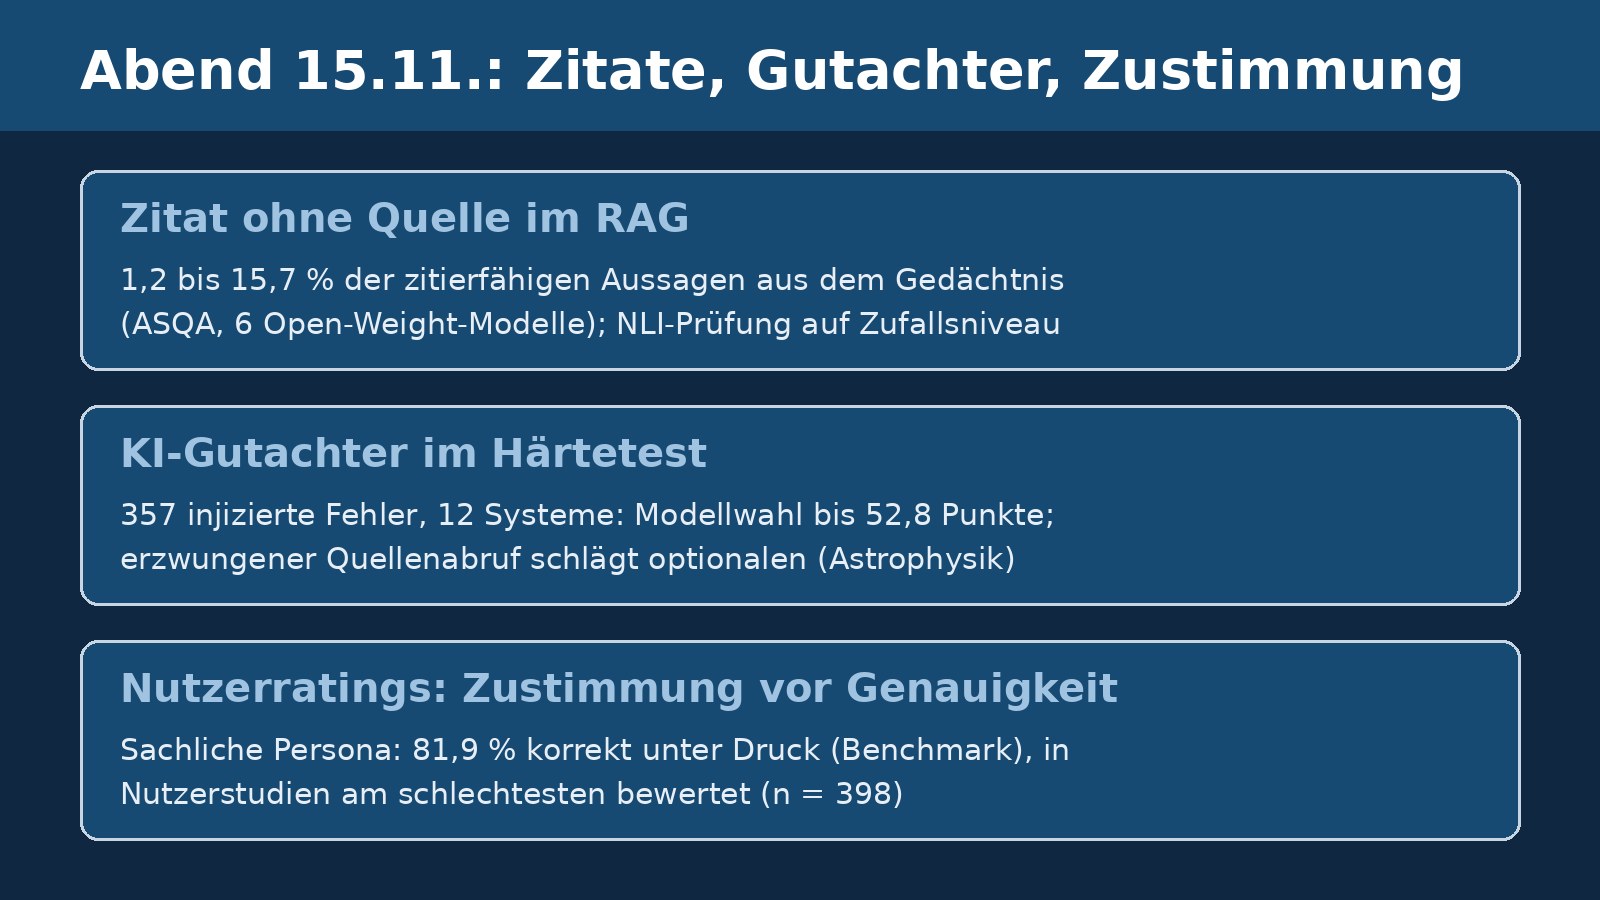 Abend 15.11.: Zitate, Gutachter, Zustimmung
Zitat ohne Quelle im RAG
1,2 bis 15,7 % der zitierfähigen Aussagen aus dem Gedächtnis
(ASQA, 6 Open-Weight-Modelle); NLI-Prüfung auf Zufallsniveau
KI-Gutachter im Härtetest
357 injizierte Fehler, 12 Systeme: Modellwahl bis 52,8 Punkte;
erzwungener Quellenabruf schlägt optionalen (Astrophysik)
Nutzerratings: Zustimmung vor Genauigkeit
Sachliche Persona: 81,9 % korrekt unter Druck (Benchmark), in
Nutzerstudien am schlechtesten bewertet (n = 398)